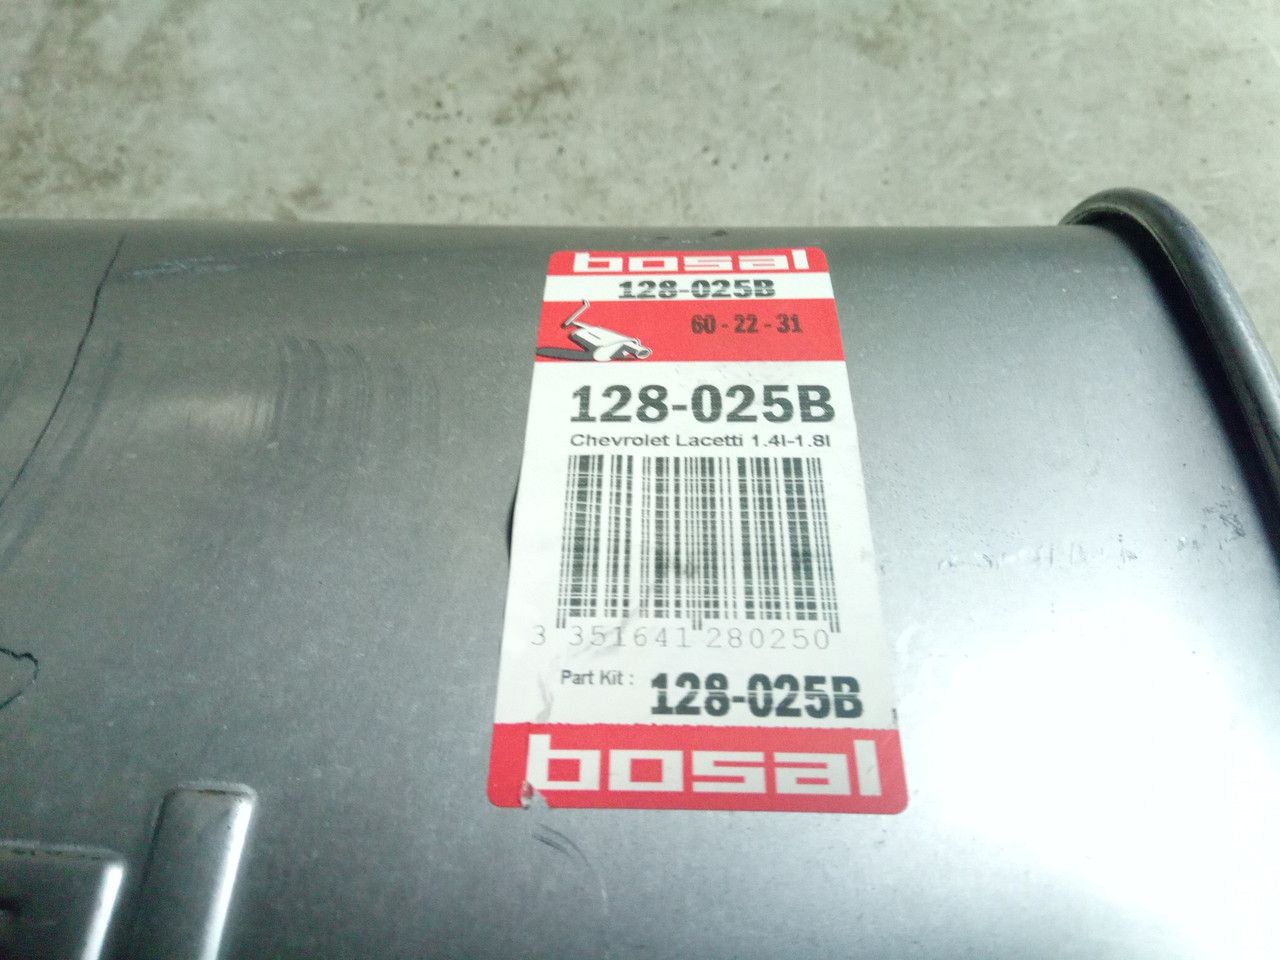 bosal
128-025B
60 - 22 - 31
128-025B
Chevrolet Lacetti 1.4l-1.8l
3 351641 280250
Part Kit : 128-025B
bosal